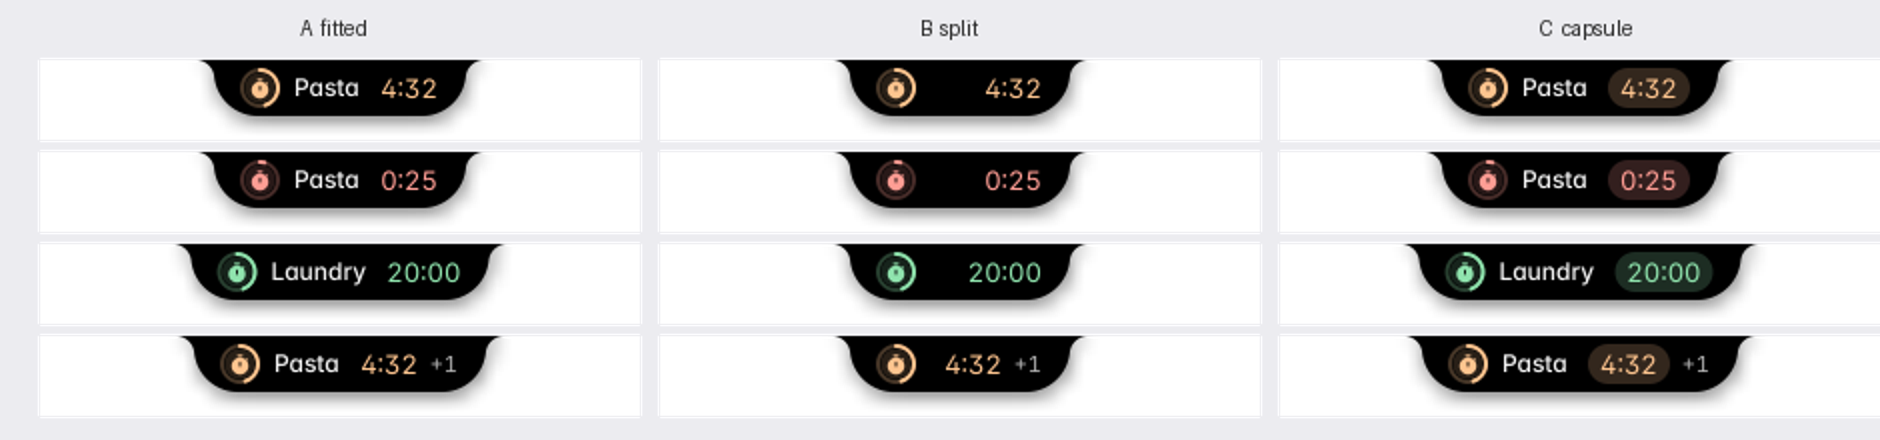 A fitted B split C capsule
Pasta 4:32 4:32 Pasta 4:32
Pasta 0:25 0:25 Pasta 0:25
Laundry 20:00 20:00 Laundry 20:00
Pasta 4:32 +1 4:32 +1 Pasta 4:32 +1